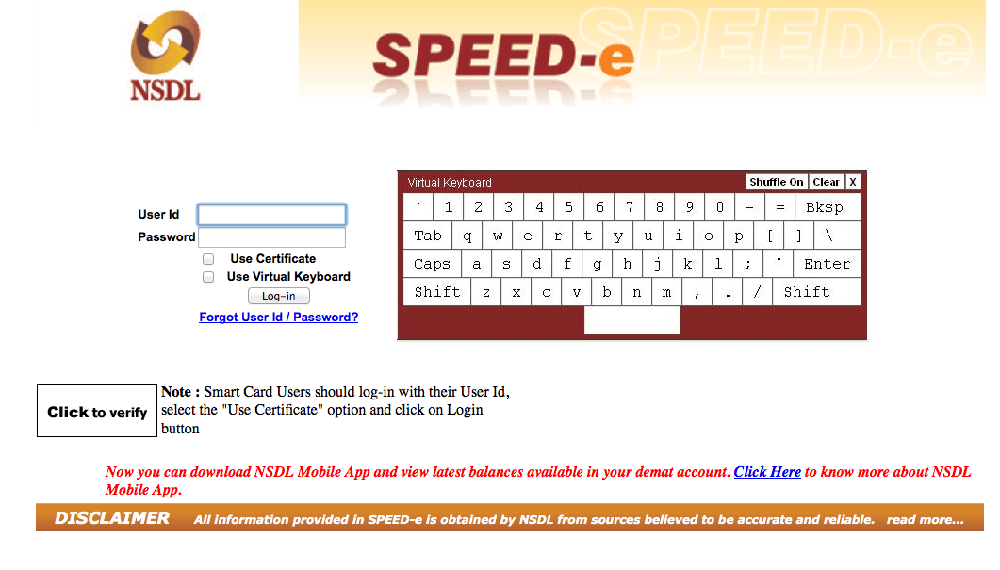 NSDL
SPEED-e
SPEED-e
Virtual Keyboard Shuffle On Clear X
` 1 2 3 4 5 6 7 8 9 0 - = Bksp
Tab q w e r t y u i o p [ ] \
Caps a s d f g h j k l ; ' Enter
Shift z x c v b n m , . / Shift
User Id
Password
Use Certificate
Use Virtual Keyboard
Log-in
Forgot User Id / Password?
Click to verify
Note : Smart Card Users should log-in with their User Id,
select the "Use Certificate" option and click on Login
button
Now you can download NSDL Mobile App and view latest balances available in your demat account. Click Here to know more about NSDL
Mobile App.
DISCLAIMER All information provided in SPEED-e is obtained by NSDL from sources believed to be accurate and reliable. read more...